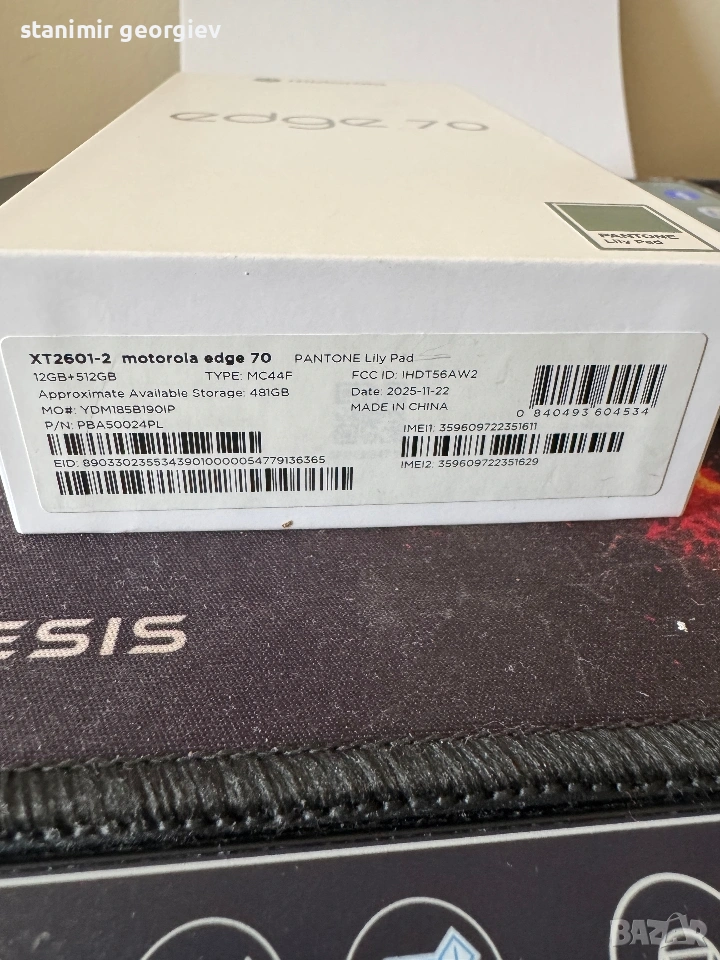 stanimir georgiev
edge 70
PANTONE
Lily Pad
XT2601-2 motorola edge 70 PANTONE Lily Pad
12GB+512GB TYPE: MC44F FCC ID: IHDT56AW2
Approximate Available Storage: 481GB Date: 2025-11-22
MO#: YDM185B190IP MADE IN CHINA
0 840493 604534
P/N: PBA50024PL IMEI1: 359609722351611
EID: 89033023553439010000054779136365
IMEI2: 359609722351629
ESIS
BAZAR